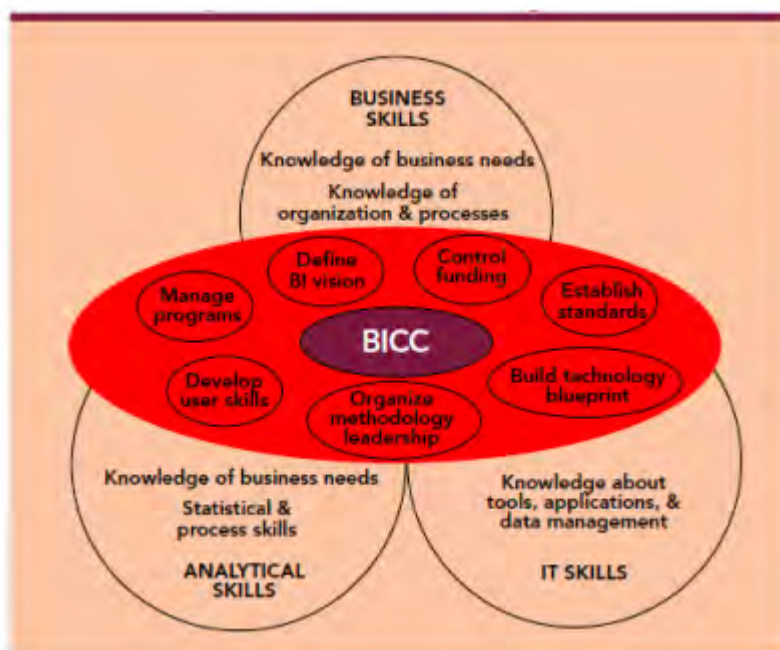 BUSINESS
SKILLS
Knowledge of business needs
Knowledge of
organization & processes
Define
BI vision
Control
funding
Manage
programs
Establish
standards
BICC
Develop
user skills
Organize
methodology
leadership
Build technology
blueprint
Knowledge of business needs
Statistical &
process skills
ANALYTICAL
SKILLS
Knowledge about
tools, applications, &
data management
IT SKILLS